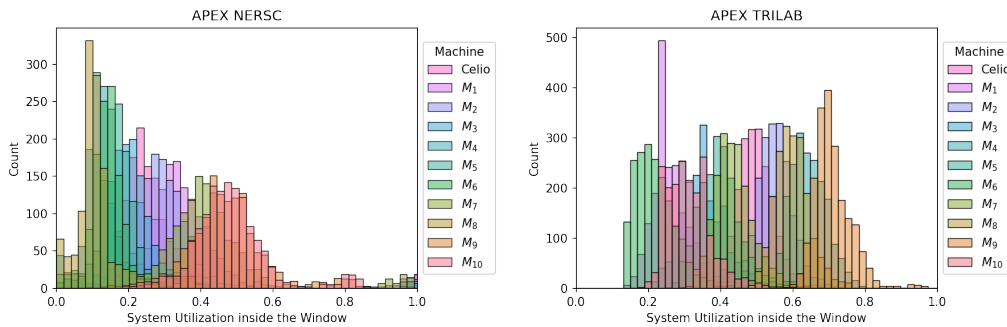 APEX NERSC
Count
300
250
200
150
100
50
0
0.0 0.2 0.4 0.6 0.8 1.0
System Utilization inside the Window
Machine
Celio
M1
M2
M3
M4
M5
M6
M7
M8
M9
M10
APEX TRILAB
Count
500
400
300
200
100
0
0.0 0.2 0.4 0.6 0.8 1.0
System Utilization inside the Window
Machine
Celic
M1
M2
M3
M4
M5
M6
M7
M8
M9
M10